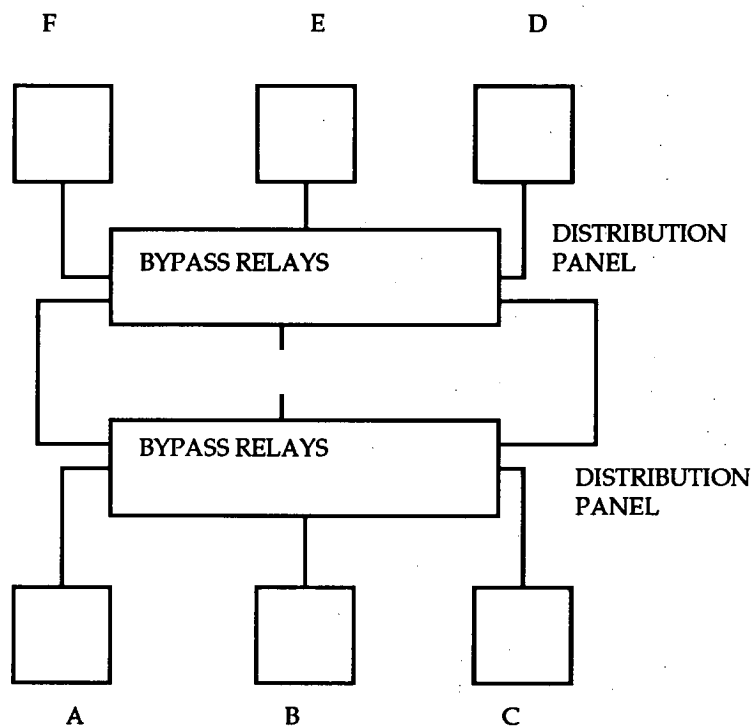 F E D
BYPASS RELAYS
DISTRIBUTION
PANEL
BYPASS RELAYS
DISTRIBUTION
PANEL
A B C